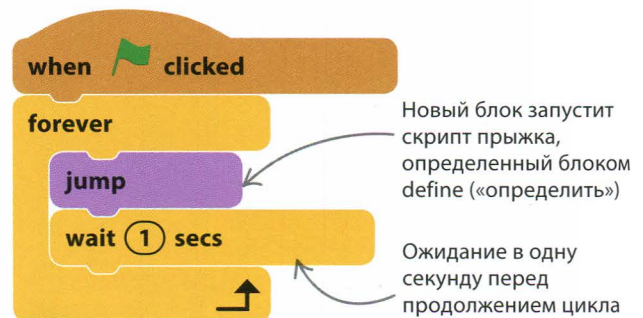 when clicked
forever
jump
wait 1 secs
Новый блок запустит
скрипт прыжка,
определенный блоком
define («определить»)
Ожидание в одну
секунду перед
продолжением цикла